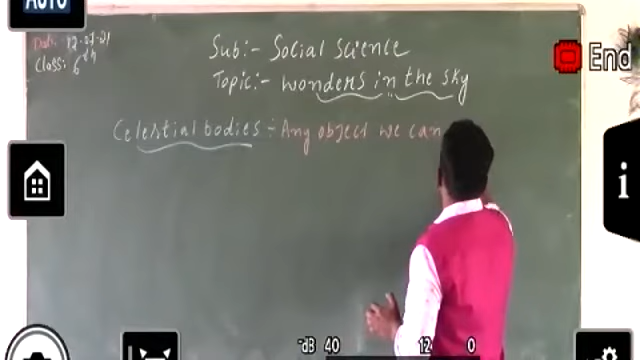 AUTO
End
Date: 12-07-21
Class: 6th
Sub:- Social science
Topic:- wonders in the sky
Celestial bodies :- Any object we can
i
-dB 40 12 0